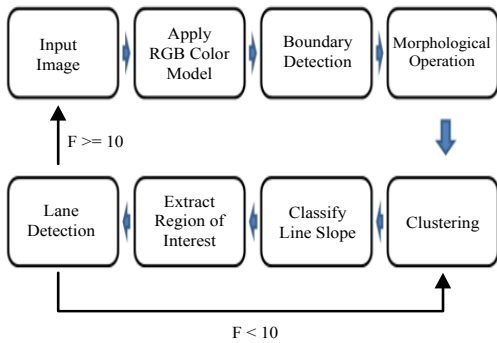 Input
Image
Apply
RGB Color
Model
Boundary
Detection
Morphological
Operation
F >= 10
Lane
Detection
Extract
Region of
Interest
Classify
Line Slope
Clustering
F < 10